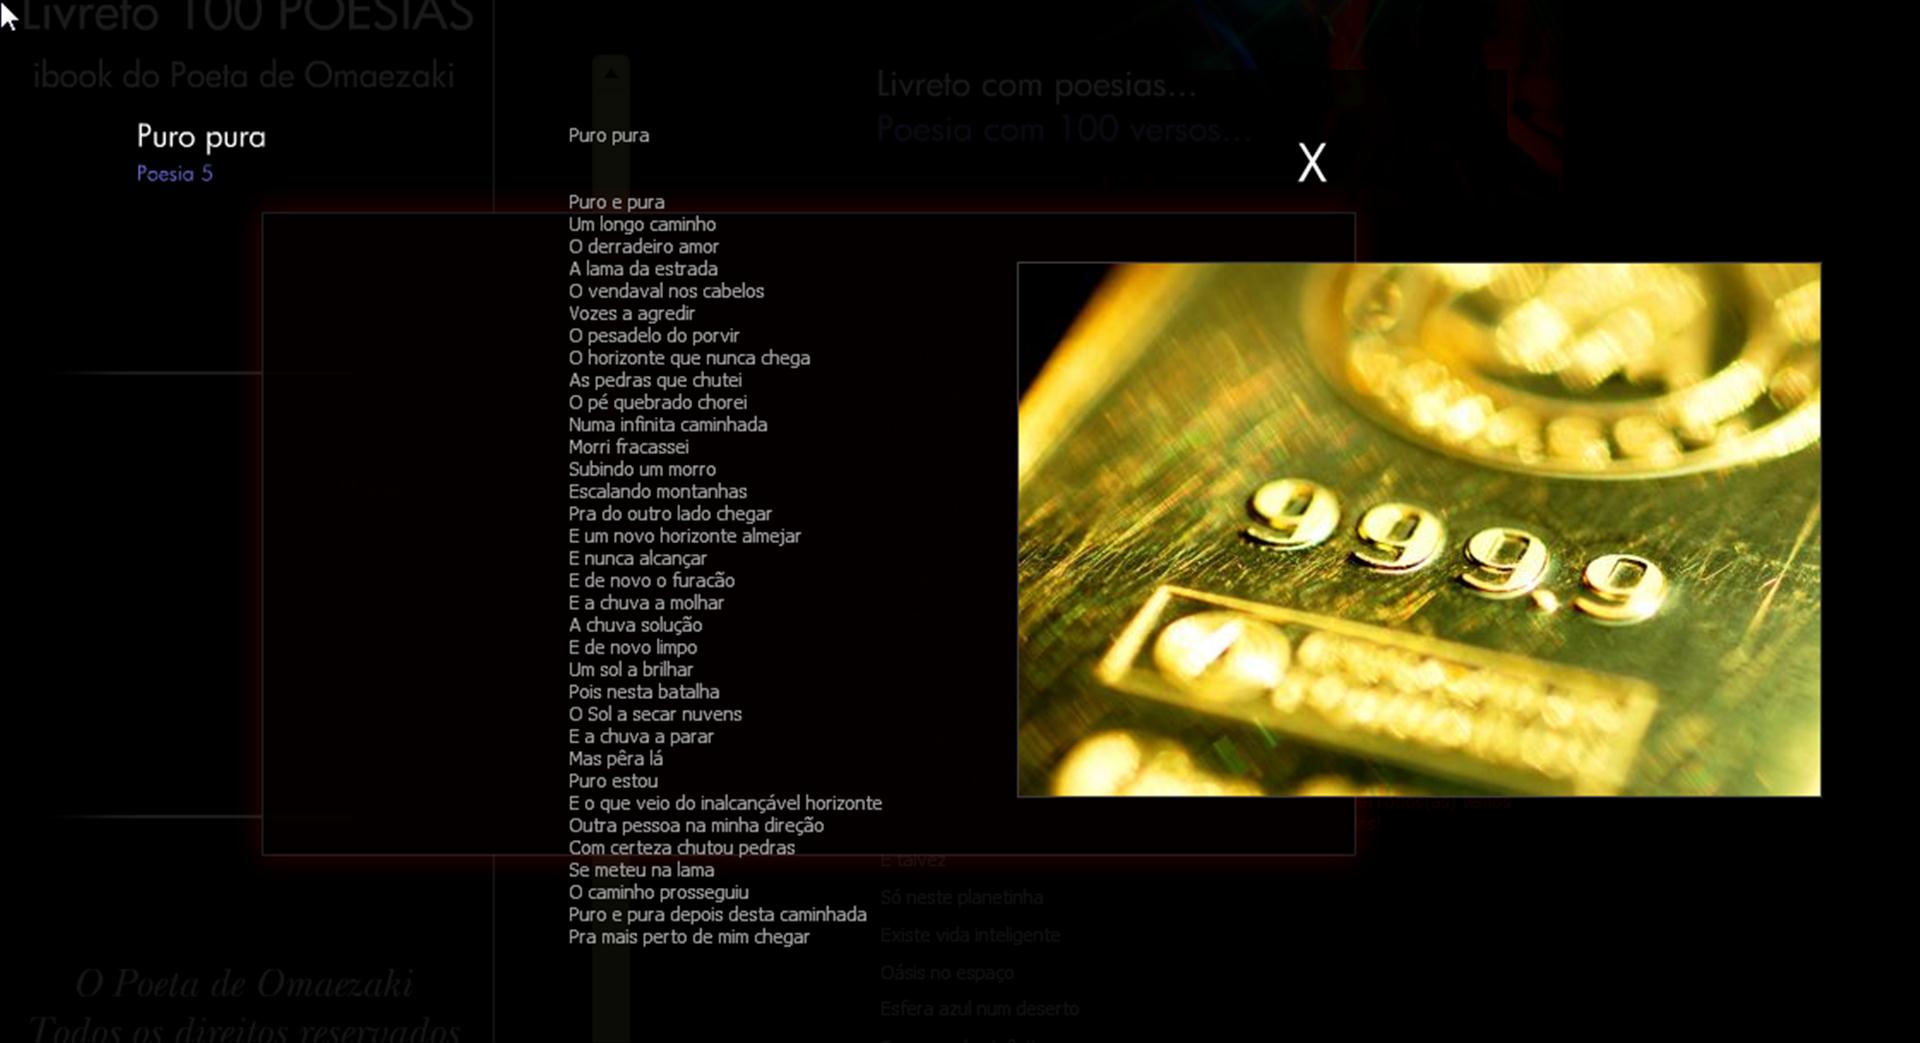 Livreto 100 POESIAS
ibook do Poeta de Omaezaki
Puro pura
Poesia 5
Livreto com poesias...
Poesia com 100 versos...
X
Puro pura
Puro e pura
Um longo caminho
O derradeiro amor
A lama da estrada
O vendaval nos cabelos
Vozes a agredir
O pesadelo do porvir
O horizonte que nunca chega
As pedras que chutei
O pé quebrado chorei
Numa infinita caminhada
Morri fracassei
Subindo um morro
Escalando montanhas
Pra do outro lado chegar
E um novo horizonte almejar
E nunca alcançar
E de novo o furacão
E a chuva a molhar
A chuva solução
E de novo limpo
Um sol a brilhar
Pois nesta batalha
O Sol a secar nuvens
E a chuva a parar
Mas pêra lá
Puro estou
E o que veio do inalcançável horizonte
Outra pessoa na minha direção
Com certeza chutou pedras
Se meteu na lama
O caminho prosseguiu
Puro e pura depois desta caminhada
Pra mais perto de mim chegar
999.9
E talvez
Só neste planetinha
Existe vida inteligente
Oásis no espaço
Esfera azul num deserto
O Poeta de Omaezaki
Todos os direitos reservados